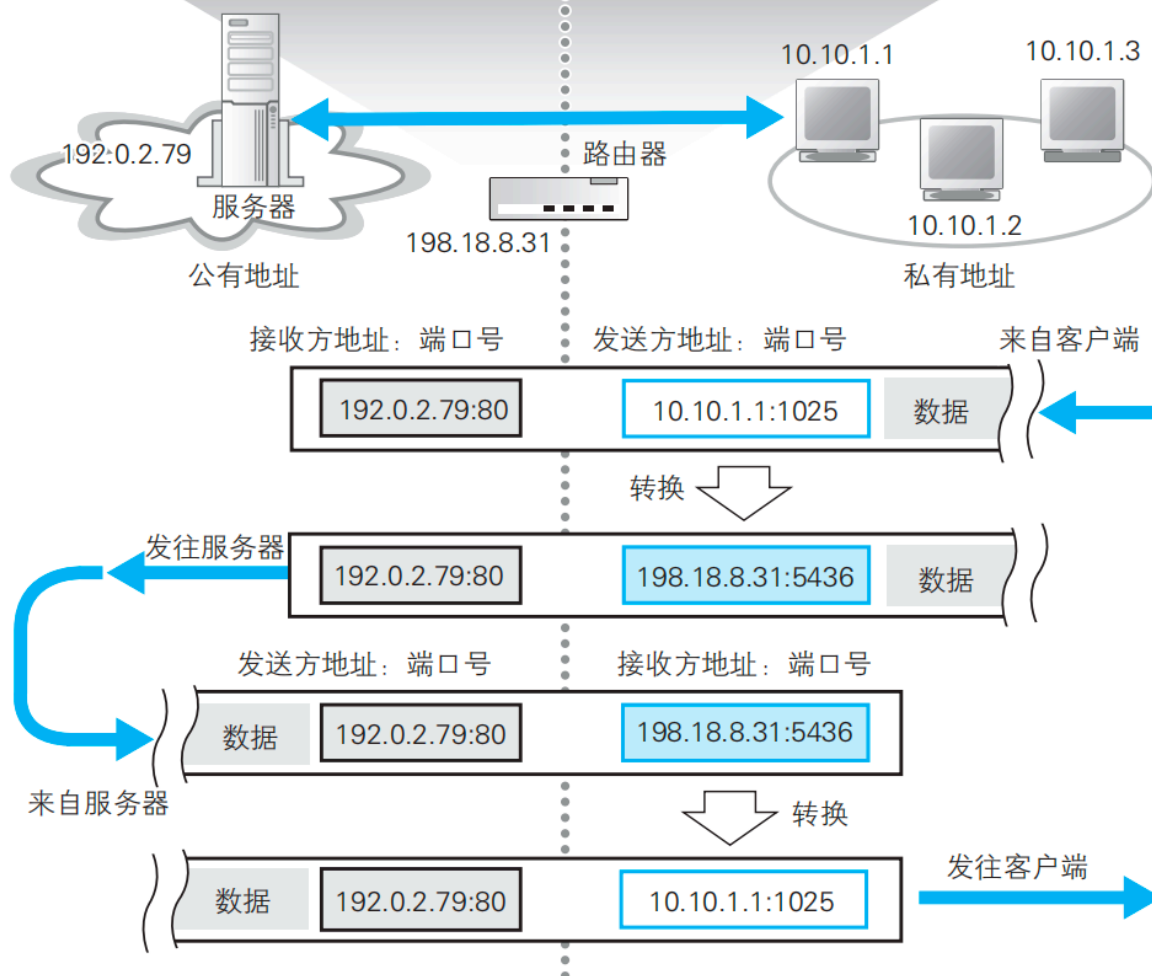 10.10.1.1
10.10.1.3
192.0.2.79
服务器
路由器
198.18.8.31
10.10.1.2
公有地址
私有地址
接收方地址：端口号
发送方地址：端口号
来自客户端
192.0.2.79:80
10.10.1.1:1025
数据
转换
发往服务器
192.0.2.79:80
198.18.8.31:5436
数据
发送方地址：端口号
接收方地址：端口号
数据
192.0.2.79:80
198.18.8.31:5436
来自服务器
转换
数据
192.0.2.79:80
10.10.1.1:1025
发往客户端